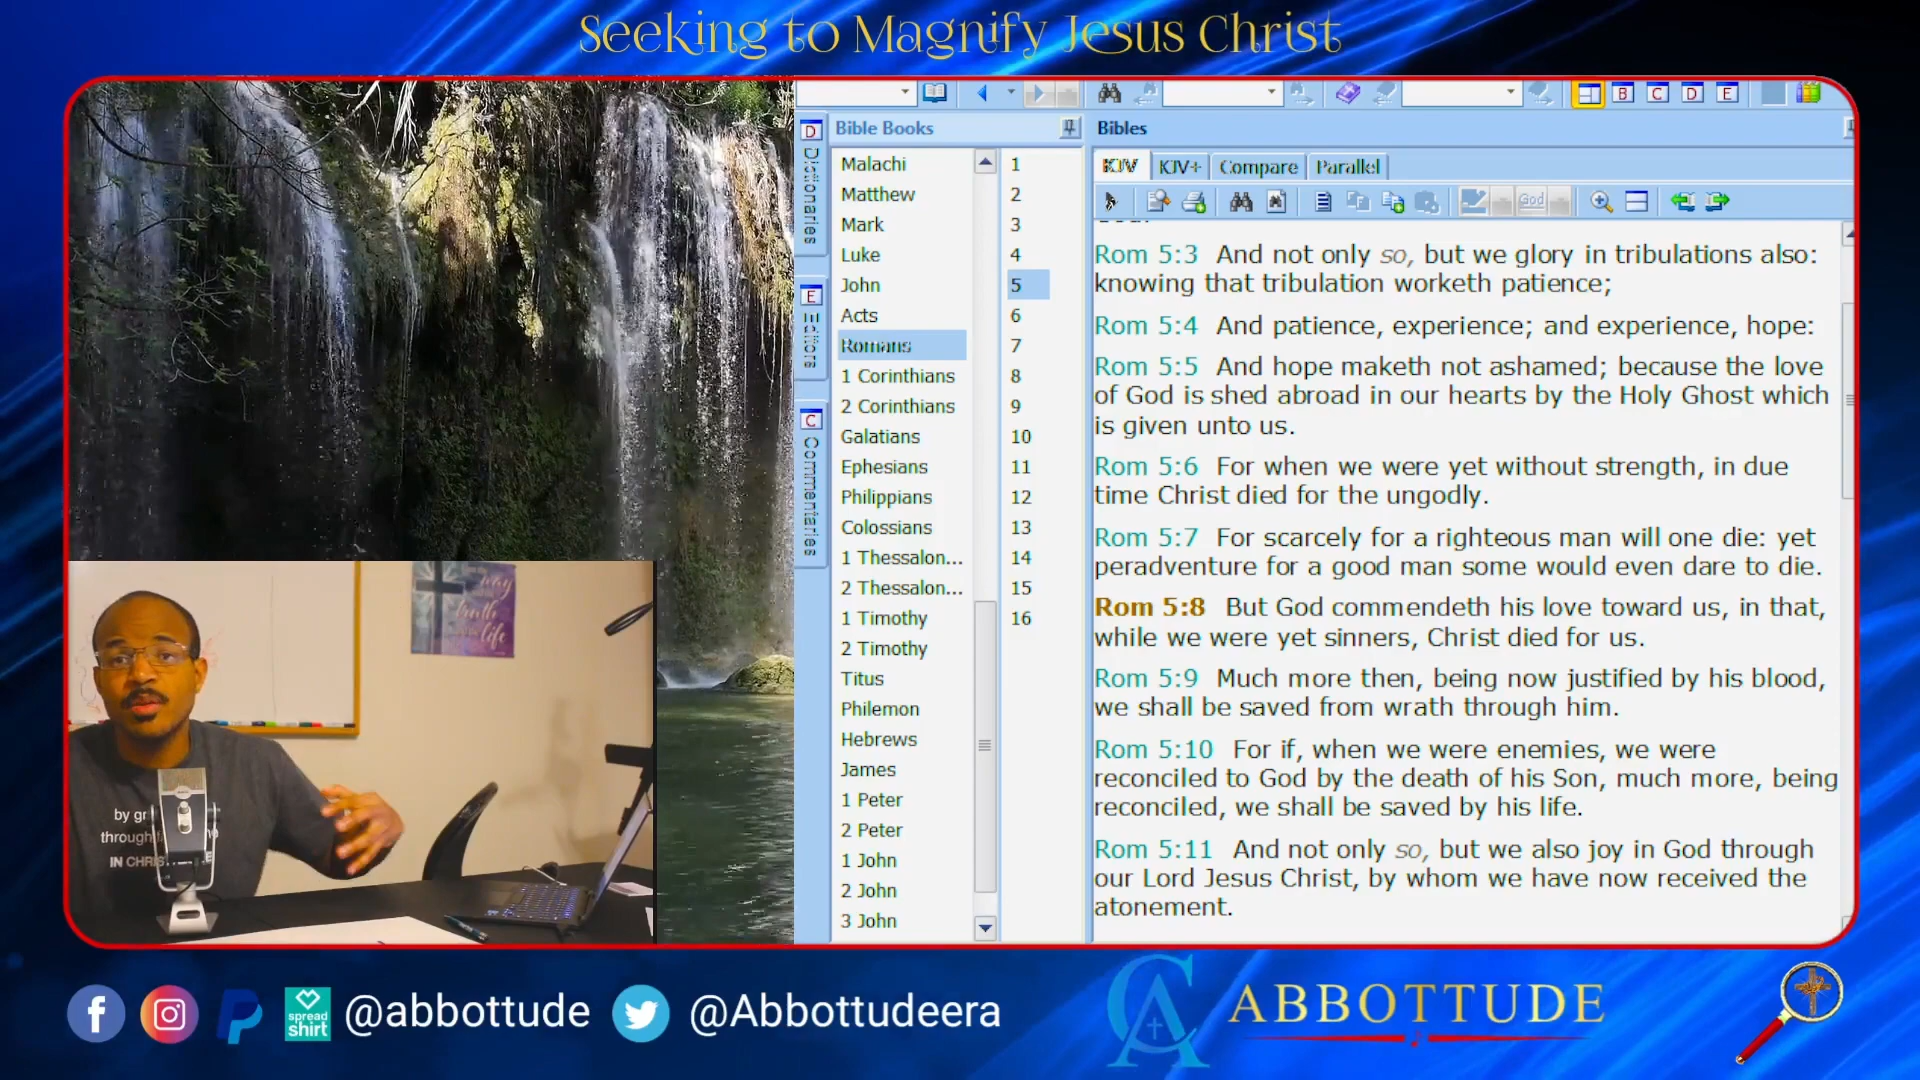 Seeking to Magnify Jesus Christ
B
C
D
E
D
Dictionaries
E
Editors
C
Commentaries
Bible Books
Malachi
Matthew
Mark
Luke
John
Acts
Romans
1 Corinthians
2 Corinthians
Galatians
Ephesians
Philippians
Colossians
1 Thessalon...
2 Thessalon...
1 Timothy
2 Timothy
Titus
Philemon
Hebrews
James
1 Peter
2 Peter
1 John
2 John
3 John
1
2
3
4
5
6
7
8
9
10
11
12
13
14
15
16
Bibles
KJV
KJV+
Compare
Parallel
God
Rom 5:3 And not only so, but we glory in tribulations also:
knowing that tribulation worketh patience;
Rom 5:4 And patience, experience; and experience, hope:
Rom 5:5 And hope maketh not ashamed; because the love
of God is shed abroad in our hearts by the Holy Ghost which
is given unto us.
Rom 5:6 For when we were yet without strength, in due
time Christ died for the ungodly.
Rom 5:7 For scarcely for a righteous man will one die: yet
peradventure for a good man some would even dare to die.
Rom 5:8 But God commendeth his love toward us, in that,
while we were yet sinners, Christ died for us.
Rom 5:9 Much more then, being now justified by his blood,
we shall be saved from wrath through him.
Rom 5:10 For if, when we were enemies, we were
reconciled to God by the death of his Son, much more, being
reconciled, we shall be saved by his life.
Rom 5:11 And not only so, but we also joy in God through
our Lord Jesus Christ, by whom we have now received the
atonement.
way
truth
life
by gr
through
IN CHRIS
spread
shirt
@abbottude
@Abbottudeera
CA
ABBOTTUDE